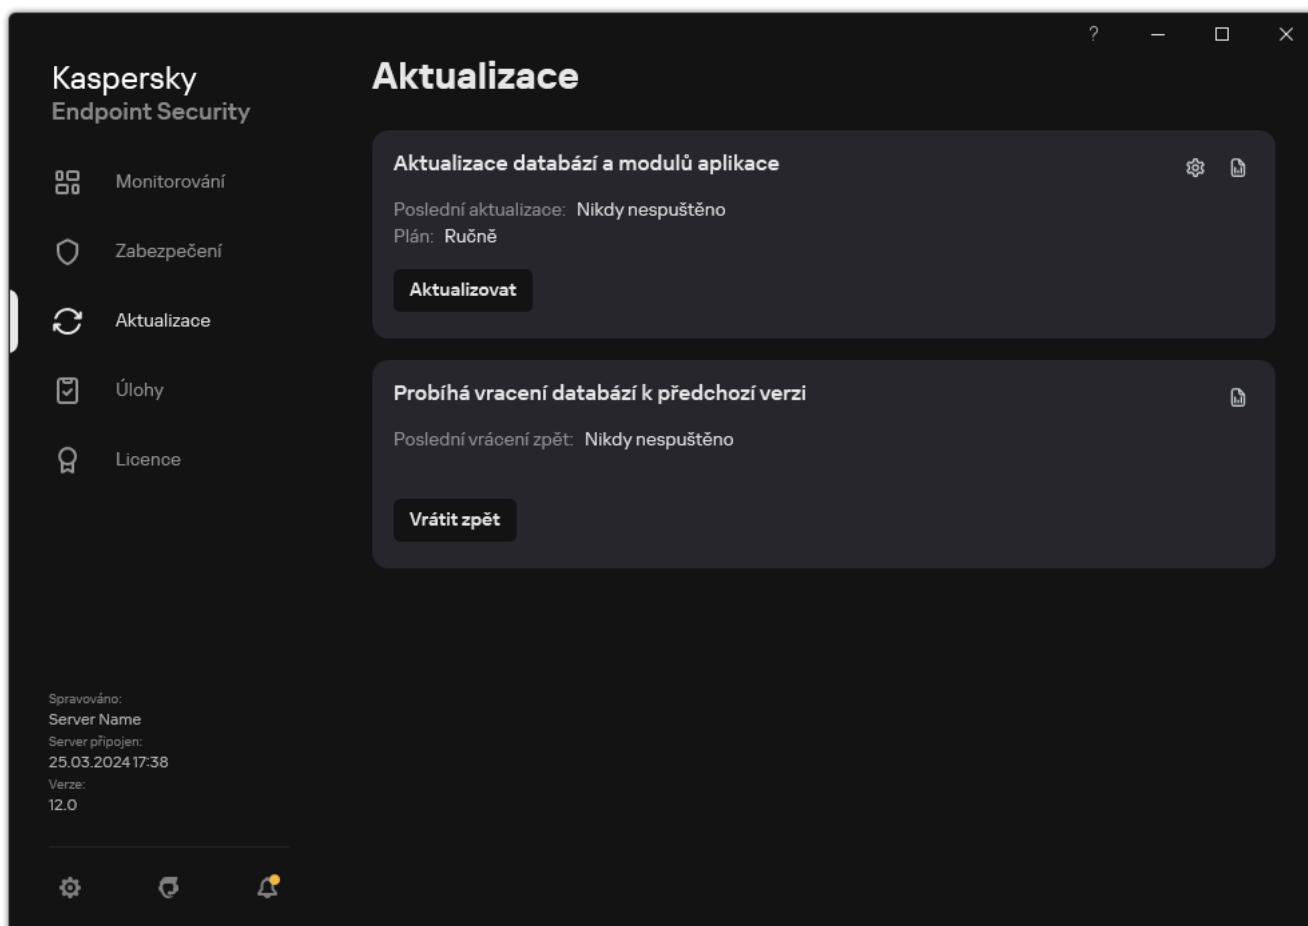 ?
Kaspersky
Endpoint Security
Monitorování
Zabezpečení
Aktualizace
Úlohy
Licence
Spravováno:
Server Name
Server připojen:
25.03.2024 17:38
Verze:
12.0
Aktualizace
Aktualizace databází a modulů aplikace
Poslední aktualizace: Nikdy nespuštěno
Plán: Ručně
Aktualizovat
Probíhá vracení databází k předchozí verzi
Poslední vrácení zpět: Nikdy nespuštěno
Vrátit zpět